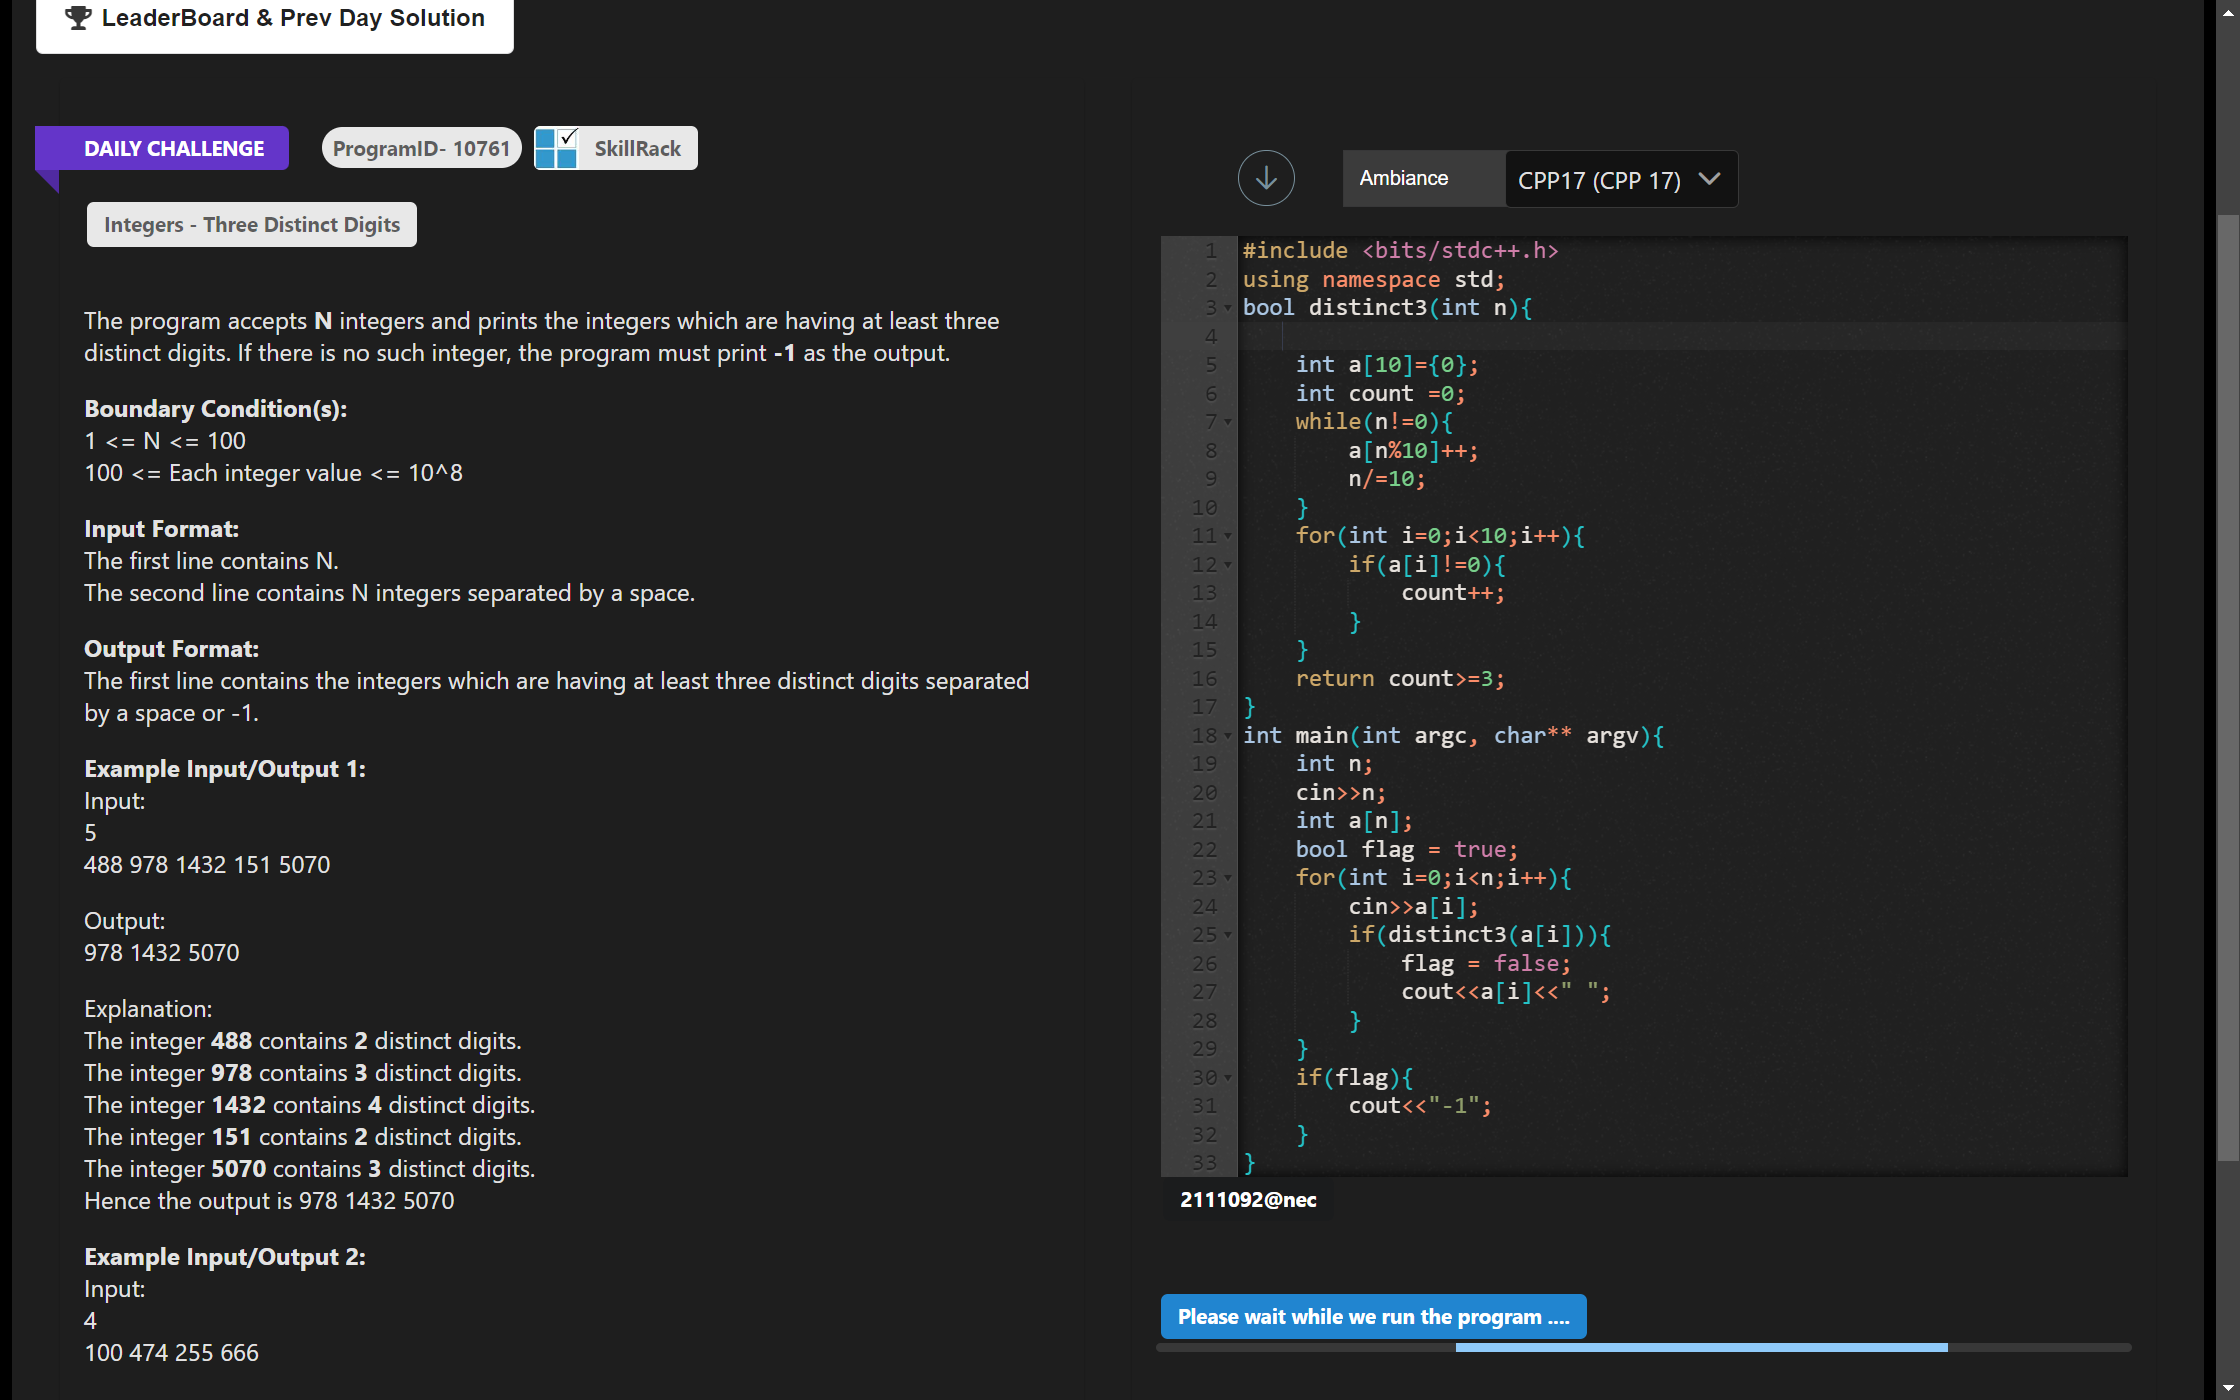 LeaderBoard & Prev Day Solution
DAILY CHALLENGE
ProgramID- 10761
SkillRack
Integers - Three Distinct Digits
The program accepts N integers and prints the integers which are having at least three
distinct digits. If there is no such integer, the program must print -1 as the output.
Boundary Condition(s):
1 <= N <= 100
100 <= Each integer value <= 10^8
Input Format:
The first line contains N.
The second line contains N integers separated by a space.
Output Format:
The first line contains the integers which are having at least three distinct digits separated
by a space or -1.
Example Input/Output 1:
Input:
5
488 978 1432 151 5070
Output:
978 1432 5070
Explanation:
The integer 488 contains 2 distinct digits.
The integer 978 contains 3 distinct digits.
The integer 1432 contains 4 distinct digits.
The integer 151 contains 2 distinct digits.
The integer 5070 contains 3 distinct digits.
Hence the output is 978 1432 5070
Example Input/Output 2:
Input:
4
100 474 255 666
Ambiance
CPP17 (CPP 17)
1 #include <bits/stdc++.h>
2 using namespace std;
3 bool distinct3(int n){
4
5     int a[10]={0};
6     int count =0;
7     while(n!=0){
8         a[n%10]++;
9         n/=10;
10     }
11     for(int i=0;i<10;i++){
12         if(a[i]!=0){
13             count++;
14         }
15     }
16     return count>=3;
17 }
18 int main(int argc, char** argv){
19     int n;
20     cin>>n;
21     int a[n];
22     bool flag = true;
23     for(int i=0;i<n;i++){
24         cin>>a[i];
25         if(distinct3(a[i])){
26             flag = false;
27             cout<<a[i]<<" ";
28         }
29     }
30     if(flag){
31         cout<<"-1";
32     }
33 }
2111092@nec
Please wait while we run the program ....